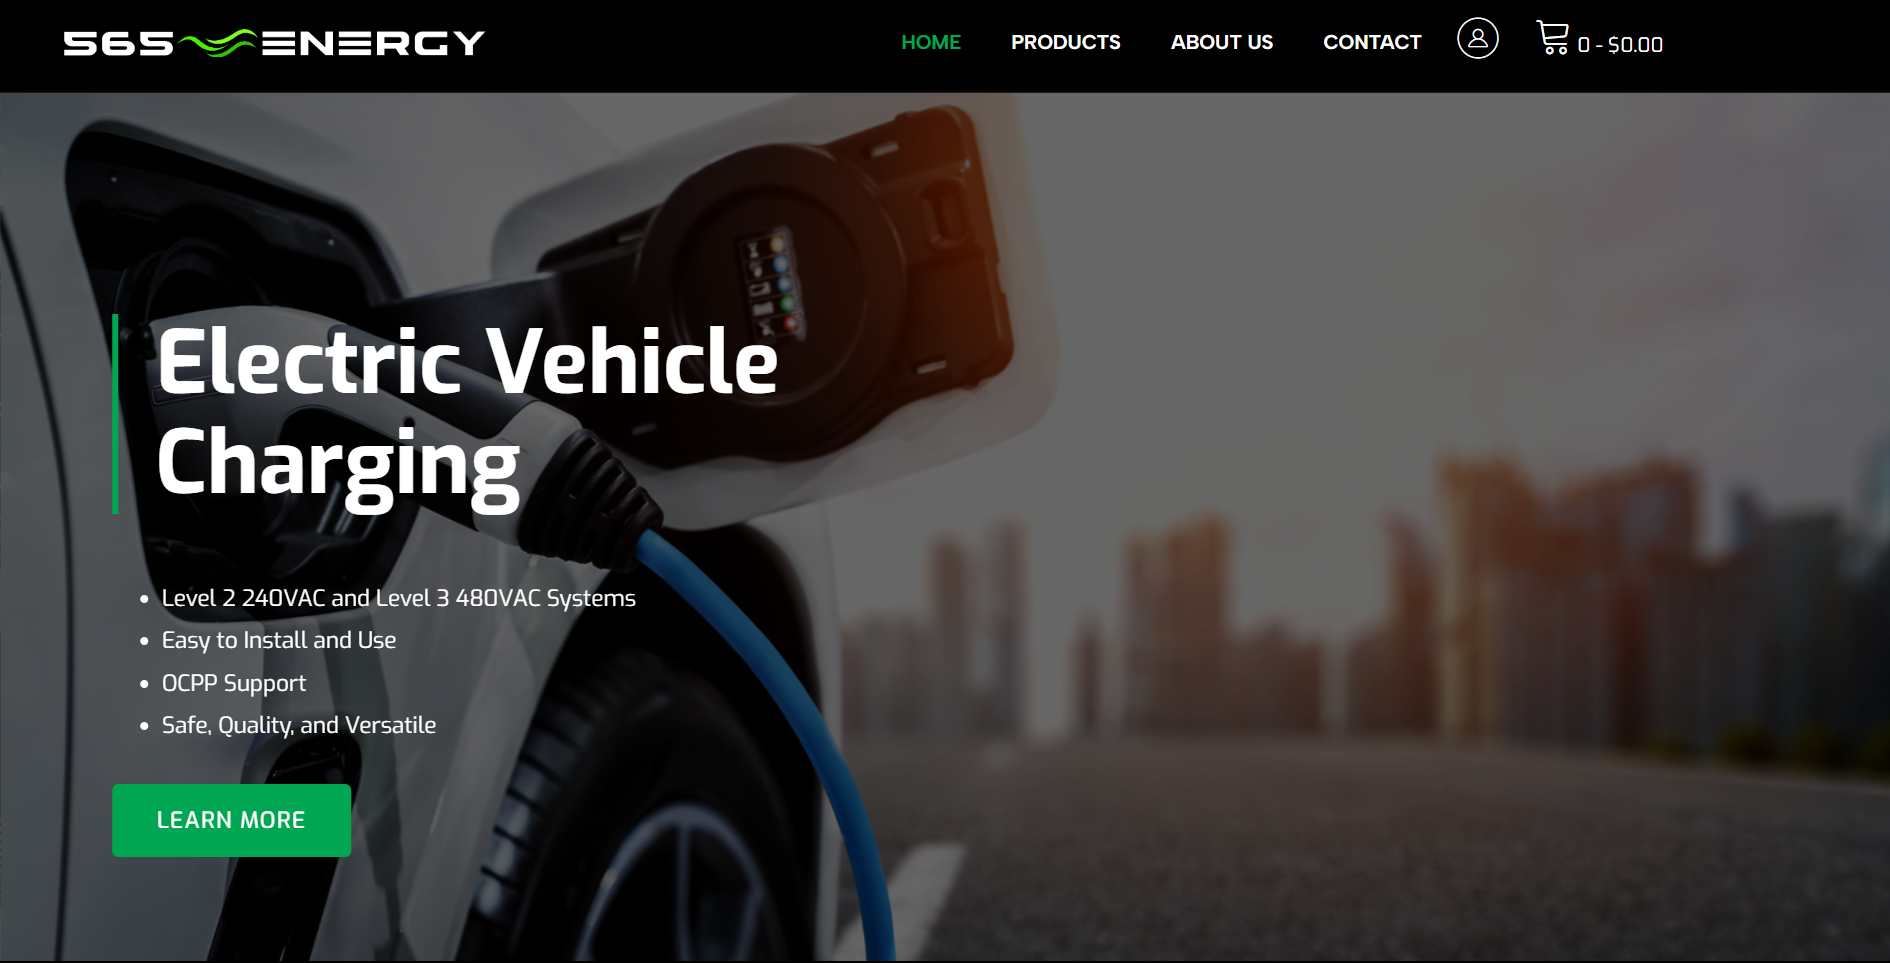 565 ENERGY
HOME PRODUCTS ABOUT US CONTACT 0 - $0.00
Electric Vehicle
Charging
Level 2 240VAC and Level 3 480VAC Systems
Easy to Install and Use
OCPP Support
Safe, Quality, and Versatile
LEARN MORE